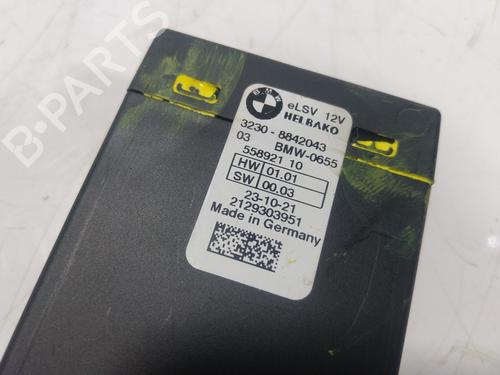 BMW
eLSV 12V
HELBAKO
3230 - 8842043
03 BMW-0655
558921 10
HW 01.01
SW 00.03
23-10-21
2129303951
Made in Germany
B-PARTS